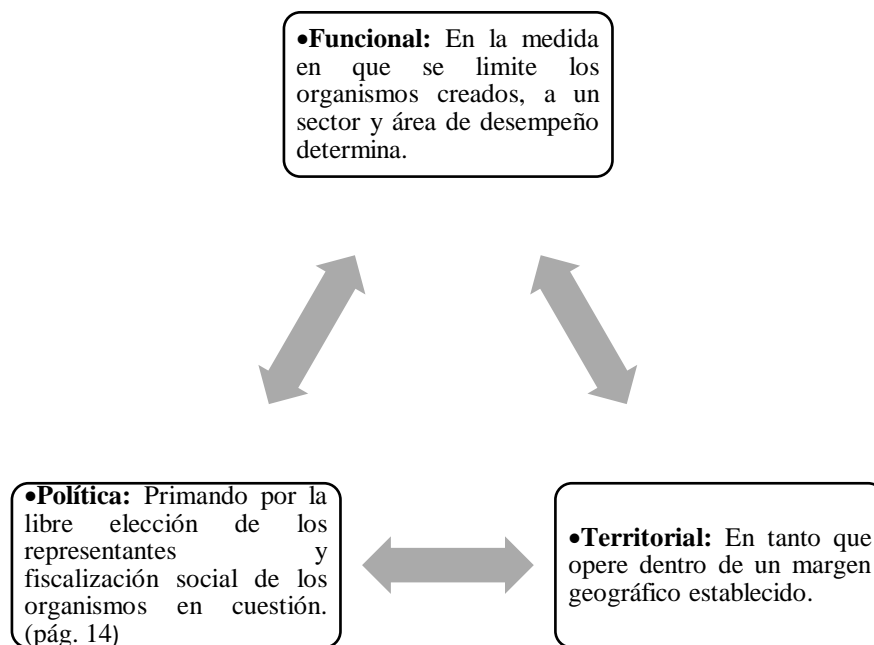 •Funcional: En la medida
en que se limite los
organismos creados, a un
sector y área de desempeño
determina.
•Política: Primando por la
libre elección de los
representantes y
fiscalización social de los
organismos en cuestión.
(pág. 14)
•Territorial: En tanto que
opere dentro de un margen
geográfico establecido.